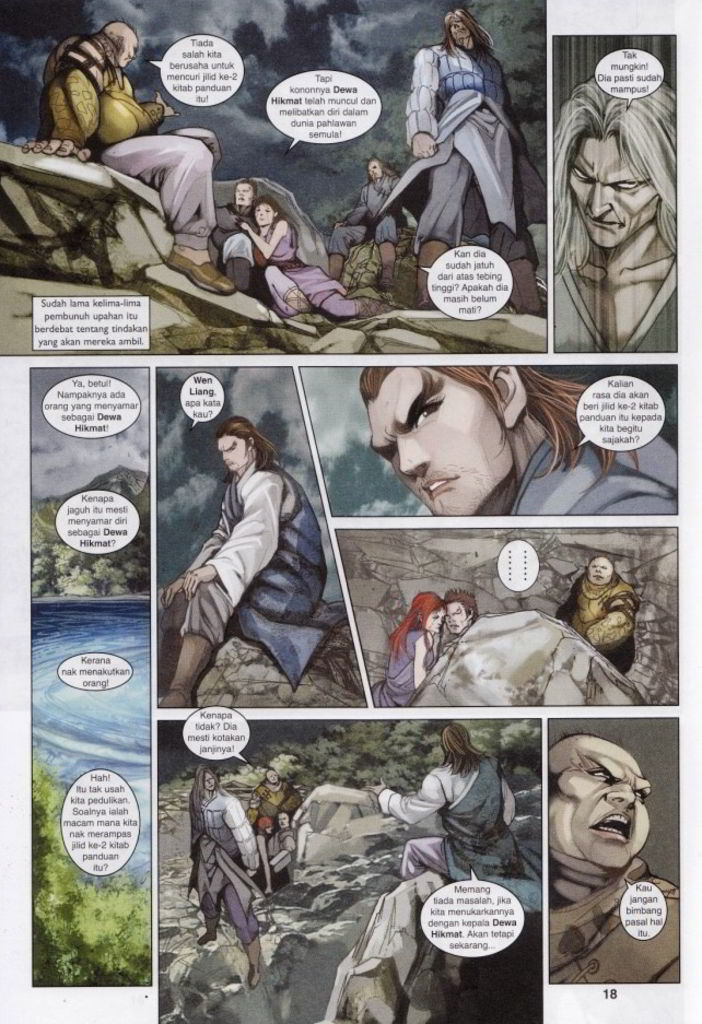 Tiada
salah kita
berusaha untuk
mencuri jilid ke-2
kitab panduan
itu!
Tapi
kononnya Dewa
Hikmat telah muncul dan
melibatkan diri dalam
dunia pahlawan
semula!
Kan dia
sudah jatuh
dari atas tebing
tinggi? Apakah dia
masih belum
mati?
Sudah lama kelima-lima
pembunuh upahan itu
berdebat tentang tindakan
yang akan mereka ambil.
Tak
mungkin!
Dia pasti sudah
mampus!
Ya, betul!
Nampaknya ada
orang yang menyamar
sebagai Dewa
Hikmat!
Kenapa
jaguh itu mesti
menyamar diri
sebagai Dewa
Hikmat?
Kerana
nak menakutkan
orang!
Hah!
Itu tak usah
kita pedulikan.
Soalnya ialah
macam mana kita
nak merampas
jilid ke-2 kitab
panduan
itu?
Wen
Liang,
apa kata
kau?
Kalian
rasa dia akan
beri jilid ke-2 kitab
panduan itu kepada
kita begitu
sajakah?
......
Kenapa
tidak? Dia
mesti kotakan
janjinya!
Memang
tiada masalah, jika
kita menukarkannya
dengan kepala Dewa
Hikmat. Akan tetapi
sekarang...
Kau
jangan
bimbang
pasal hal
itu.
18